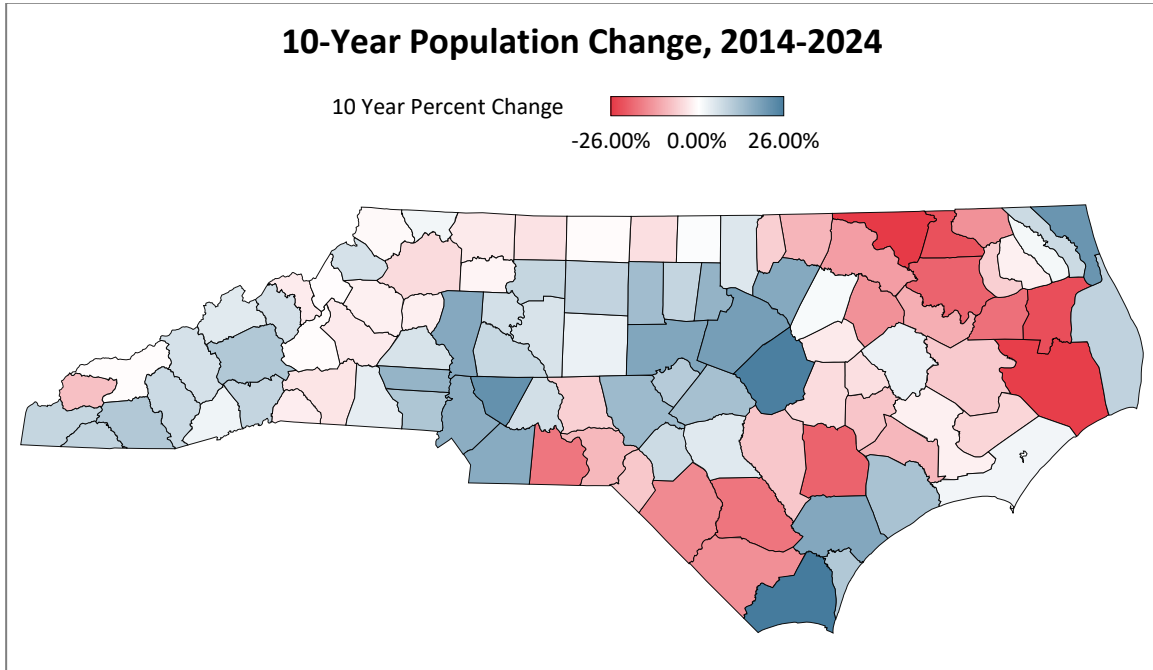 10-Year Population Change, 2014-2024
10 Year Percent Change
-26.00% 0.00% 26.00%